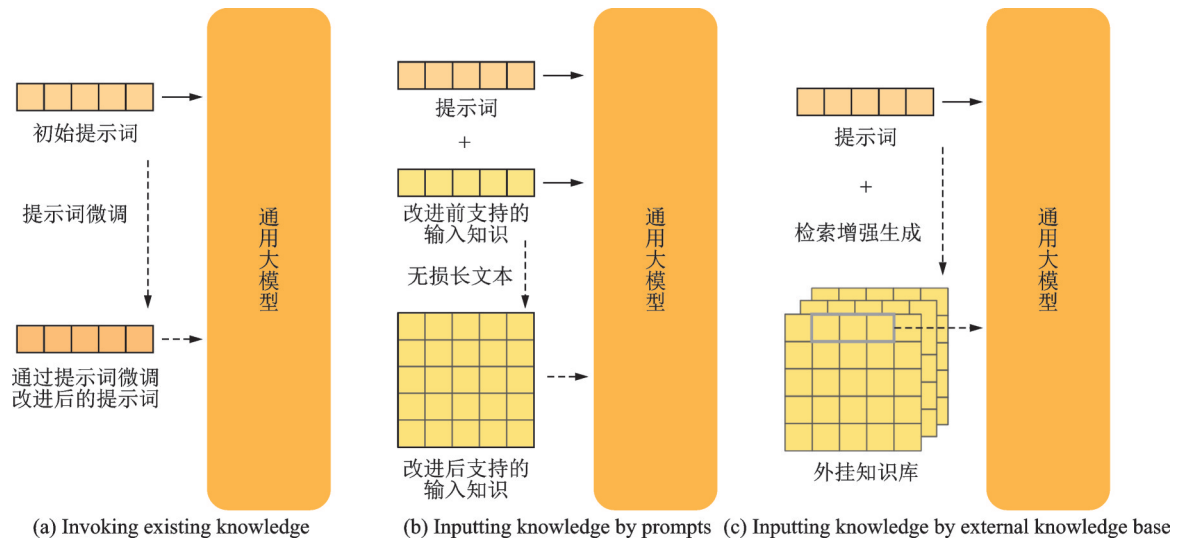 初始提示词
提示词微调
通过提示词微调
改进后的提示词
通用大模型
(a) Invoking existing knowledge
提示词
+
改进前支持的
输入知识
无损长文本
改进后支持的
输入知识
通用大模型
(b) Inputting knowledge by prompts
提示词
+
检索增强生成
外挂知识库
通用大模型
(c) Inputting knowledge by external knowledge base